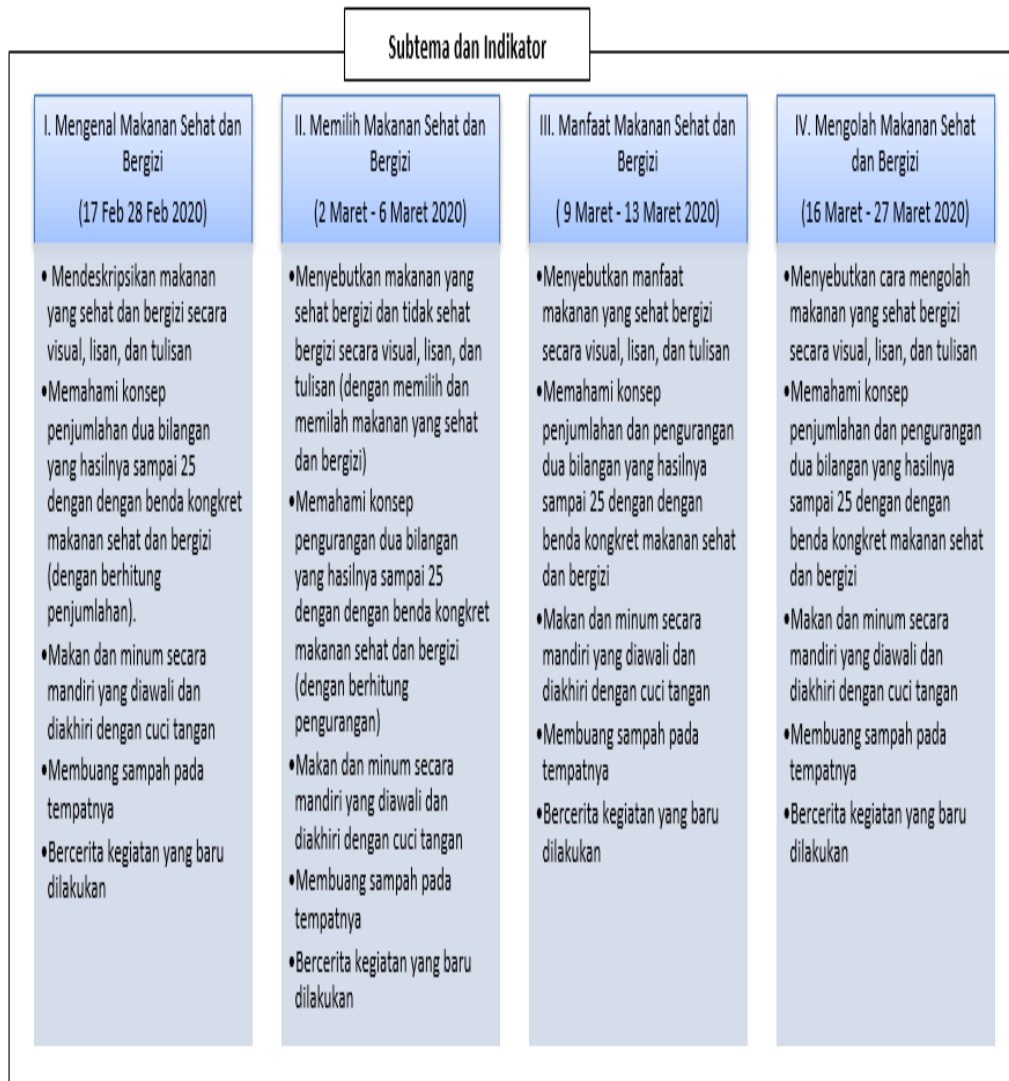 Subtema dan Indikator
I. Mengenal Makanan Sehat dan
Bergizi
(17 Feb 28 Feb 2020)
• Mendeskripsikan makanan
yang sehat dan bergizi secara
visual, lisan, dan tulisan
•Memahami konsep
penjumlahan dua bilangan
yang hasilnya sampai 25
dengan dengan benda kongkret
makanan sehat dan bergizi
(dengan berhitung
penjumlahan).
•Makan dan minum secara
mandiri yang diawali dan
diakhiri dengan cuci tangan
•Membuang sampah pada
tempatnya
•Bercerita kegiatan yang baru
dilakukan
II. Memilih Makanan Sehat dan
Bergizi
(2 Maret - 6 Maret 2020)
•Menyebutkan makanan yang
sehat bergizi dan tidak sehat
bergizi secara visual, lisan, dan
tulisan (dengan memilih dan
memilah makanan yang sehat
dan bergizi)
•Memahami konsep
pengurangan dua bilangan
yang hasilnya sampai 25
dengan dengan benda kongkret
makanan sehat dan bergizi
(dengan berhitung
pengurangan)
•Makan dan minum secara
mandiri yang diawali dan
diakhiri dengan cuci tangan
•Membuang sampah pada
tempatnya
•Bercerita kegiatan yang baru
dilakukan
III. Manfaat Makanan Sehat dan
Bergizi
( 9 Maret - 13 Maret 2020)
•Menyebutkan manfaat
makanan yang sehat bergizi
secara visual, lisan, dan tulisan
•Memahami konsep
penjumlahan dan pengurangan
dua bilangan yang hasilnya
sampai 25 dengan dengan
benda kongkret makanan sehat
dan bergizi
•Makan dan minum secara
mandiri yang diawali dan
diakhiri dengan cuci tangan
•Membuang sampah pada
tempatnya
•Bercerita kegiatan yang baru
dilakukan
IV. Mengolah Makanan Sehat
dan Bergizi
(16 Maret - 27 Maret 2020)
•Menyebutkan cara mengolah
makanan yang sehat bergizi
secara visual, lisan, dan tulisan
•Memahami konsep
penjumlahan dan pengurangan
dua bilangan yang hasilnya
sampai 25 dengan dengan
benda kongkret makanan sehat
dan bergizi
•Makan dan minum secara
mandiri yang diawali dan
diakhiri dengan cuci tangan
•Membuang sampah pada
tempatnya
•Bercerita kegiatan yang baru
dilakukan